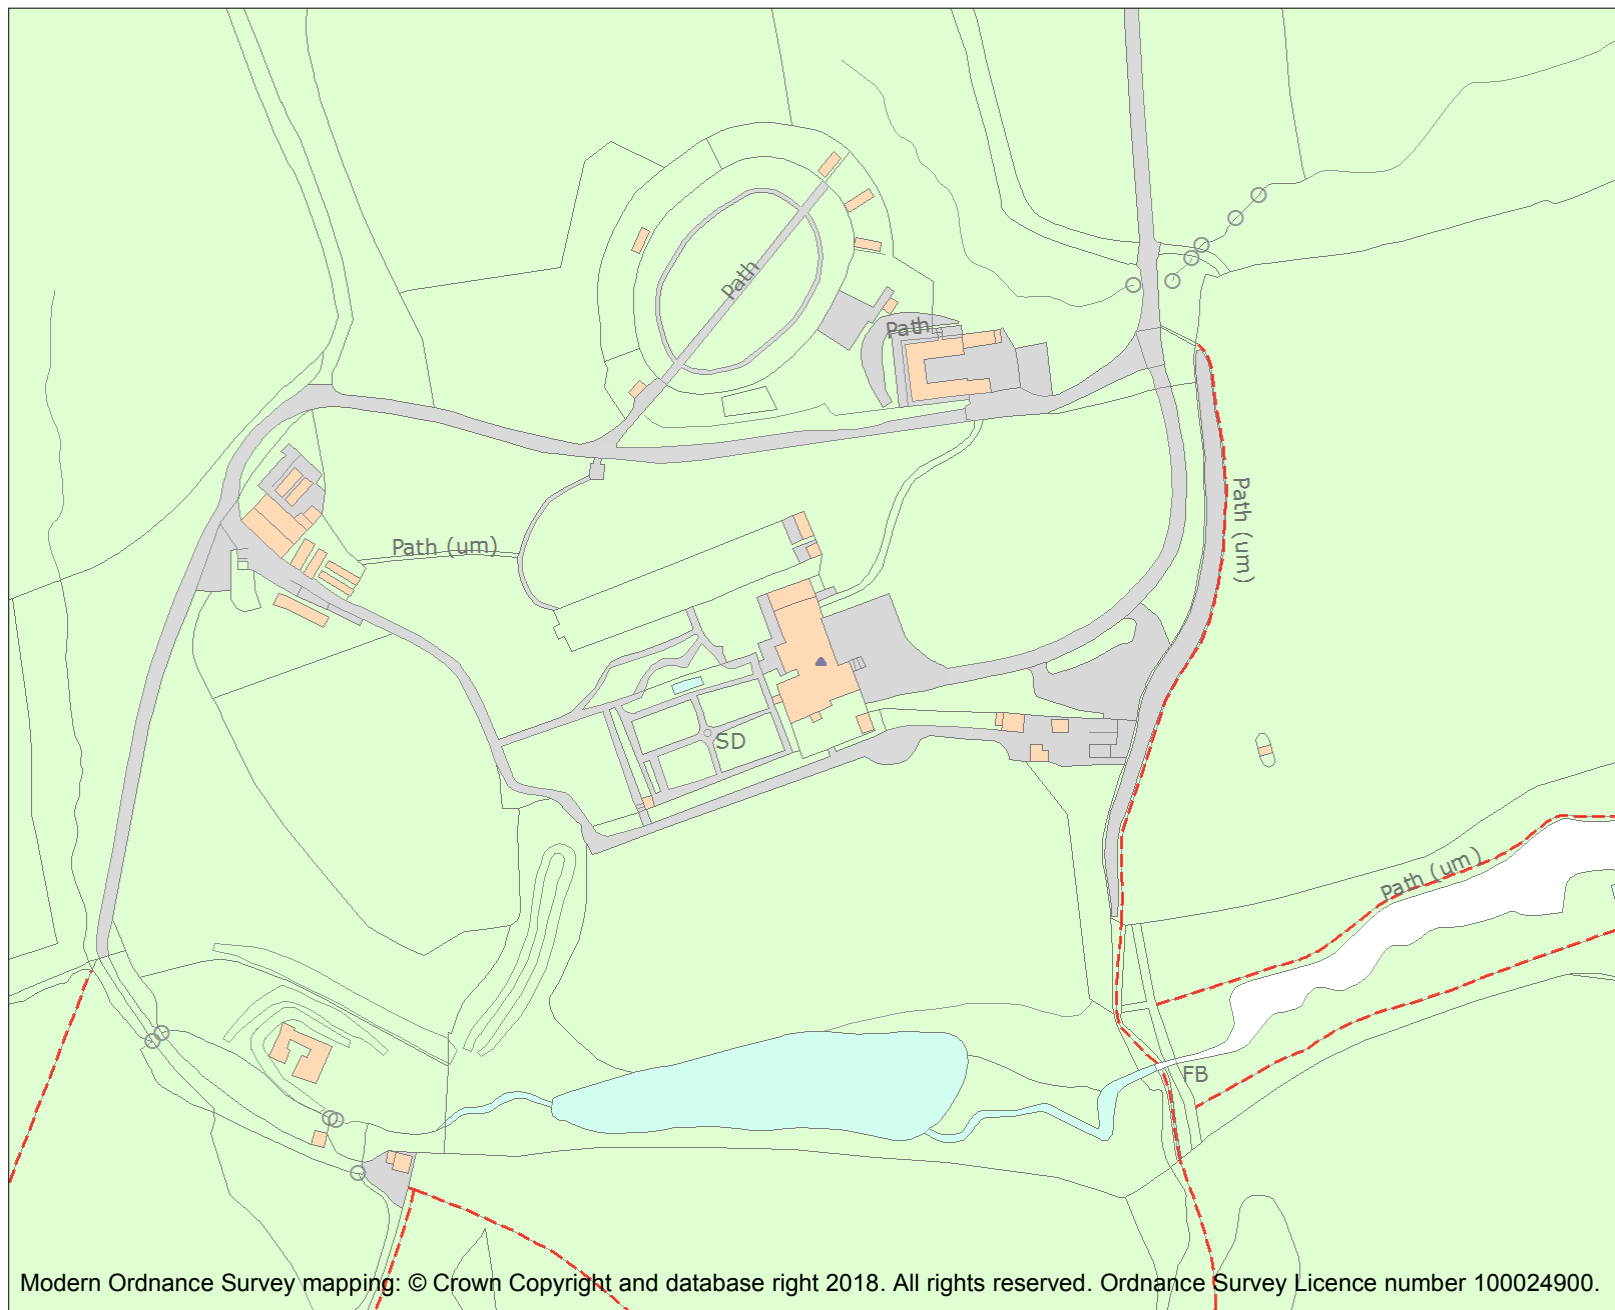 Path
Path
Path (um)
Path (um)
SD
Path (um)
FB
Modern Ordnance Survey mapping: © Crown Copyright and database right 2018. All rights reserved. Ordnance Survey Licence number 100024900.